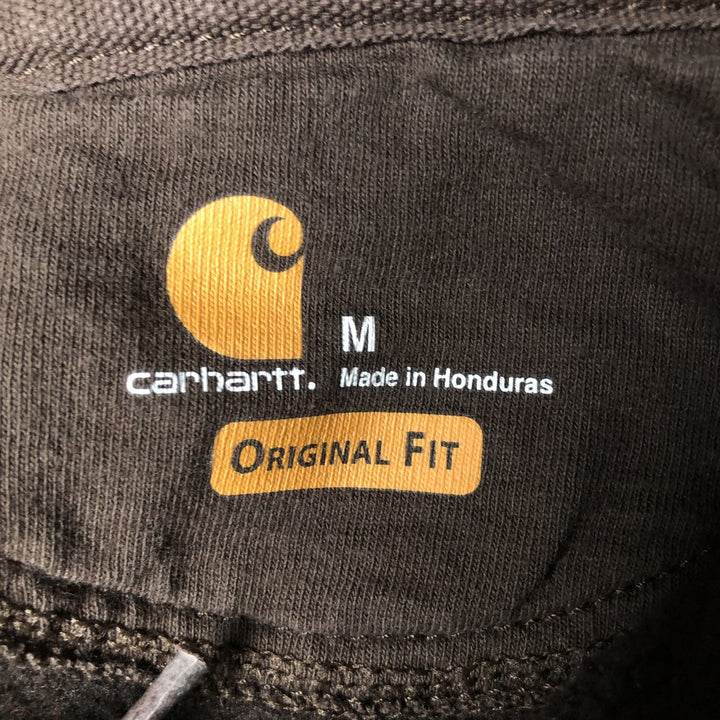 M
carhartt.
Made in Honduras
ORIGINAL FIT